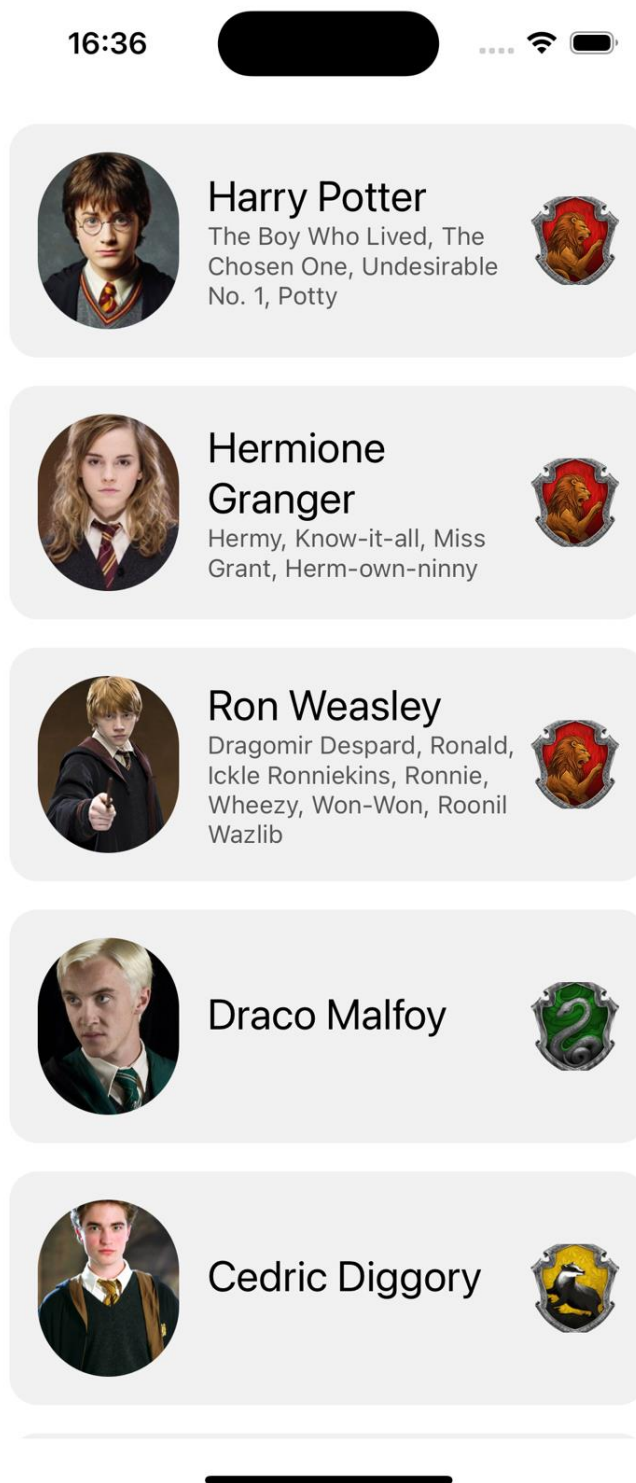 16:36
Harry Potter
The Boy Who Lived, The
Chosen One, Undesirable
No. 1, Potty
Hermione
Granger
Hermy, Know-it-all, Miss
Grant, Herm-own-ninny
Ron Weasley
Dragomir Despard, Ronald,
Ickle Ronniekins, Ronnie,
Wheezy, Won-Won, Roonil
Wazlib
Draco Malfoy
Cedric Diggory